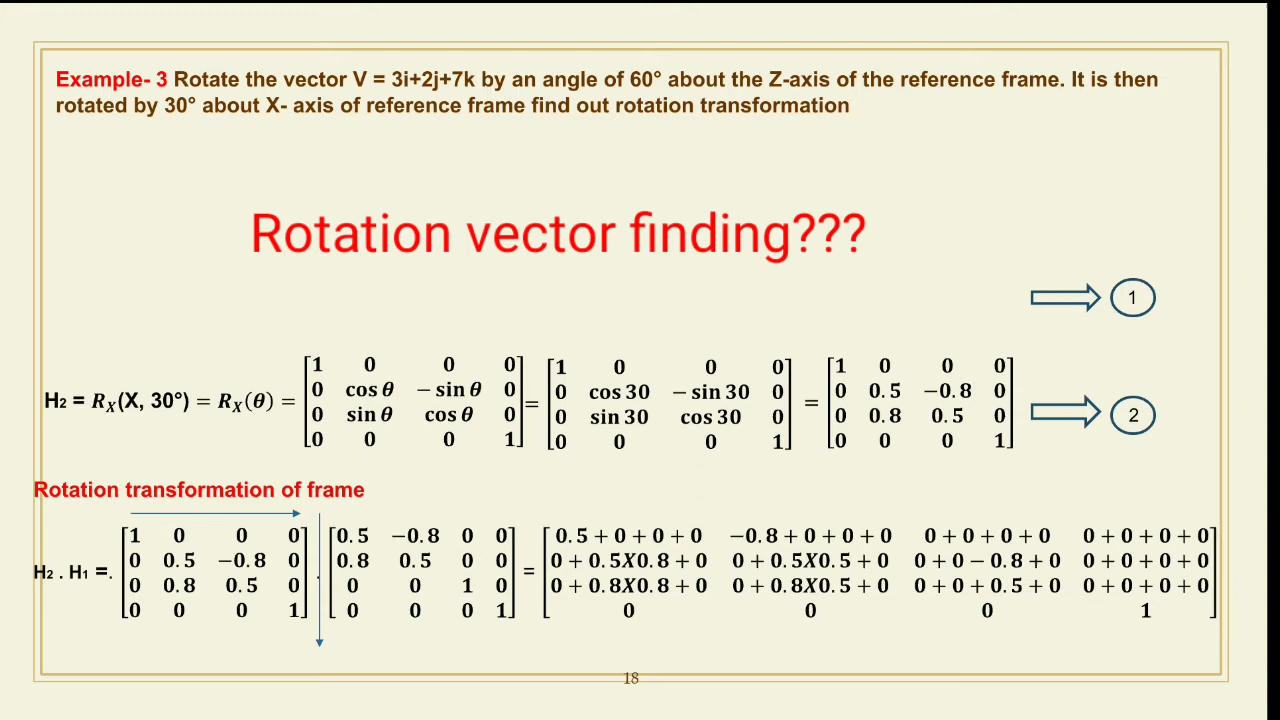 Example- 3 Rotate the vector V = 3i+2j+7k by an angle of 60° about the Z-axis of the reference frame. It is then
rotated by 30° about X- axis of reference frame find out rotation transformation
Rotation vector finding???
1
H₂ = R_X(X, 30°) = R_X(θ) = [1 0 0 0; 0 cos θ − sin θ 0; 0 sin θ cos θ 0; 0 0 0 1] = [1 0 0 0; 0 cos 30 − sin 30 0; 0 sin 30 cos 30 0; 0 0 0 1] = [1 0 0 0; 0 0.5 −0.8 0; 0 0.8 0.5 0; 0 0 0 1]
2
Rotation transformation of frame
H₂ . H₁ =. [1 0 0 0; 0 0.5 −0.8 0; 0 0.8 0.5 0; 0 0 0 1] . [0.5 −0.8 0 0; 0.8 0.5 0 0; 0 0 1 0; 0 0 0 1] = [0.5 + 0 + 0 + 0 −0.8 + 0 + 0 + 0 0 + 0 + 0 + 0 0 + 0 + 0 + 0; 0 + 0.5X0.8 + 0 0 + 0.5X0.5 + 0 0 + 0 − 0.8 + 0 0 + 0 + 0 + 0; 0 + 0.8X0.8 + 0 0 + 0.8X0.5 + 0 0 + 0 + 0.5 + 0 0 + 0 + 0 + 0; 0 0 0 1]
18